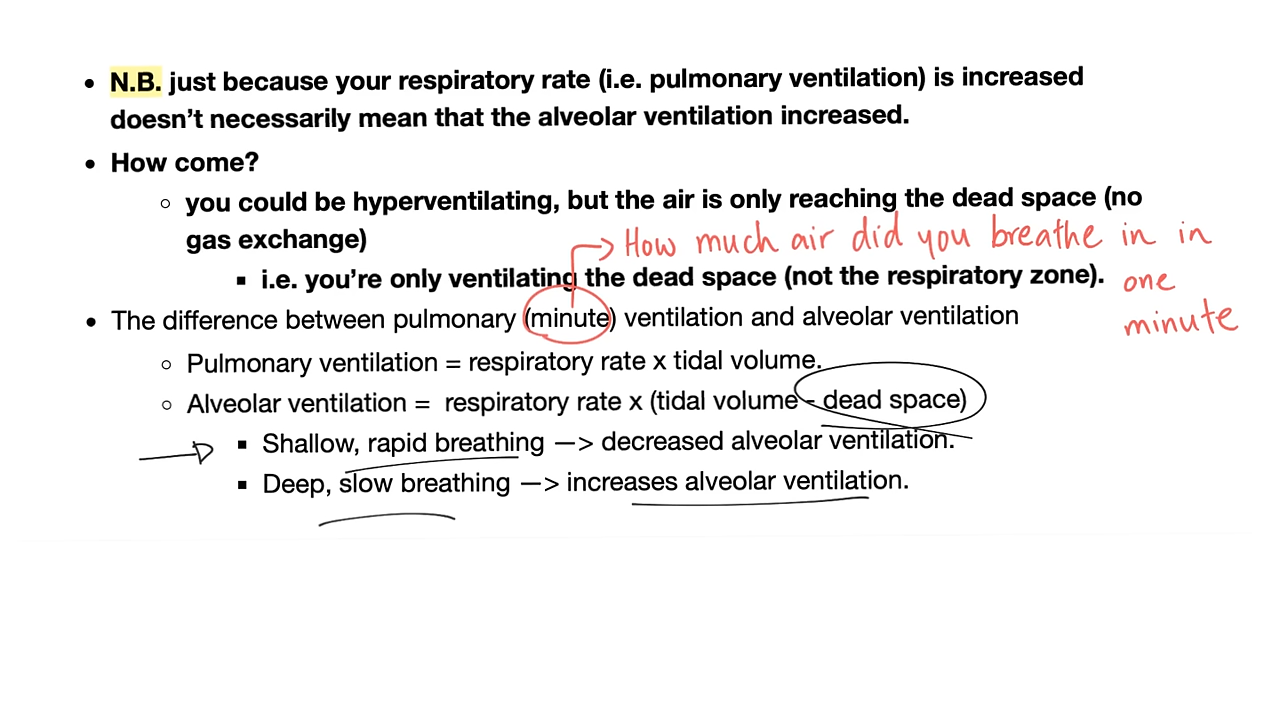 • N.B. just because your respiratory rate (i.e. pulmonary ventilation) is increased
doesn't necessarily mean that the alveolar ventilation increased.
• How come?
○ you could be hyperventilating, but the air is only reaching the dead space (no
gas exchange)
How much air did you breathe in in
one
minute
▪ i.e. you're only ventilating the dead space (not the respiratory zone).
• The difference between pulmonary (minute) ventilation and alveolar ventilation
○ Pulmonary ventilation = respiratory rate x tidal volume.
○ Alveolar ventilation = respiratory rate x (tidal volume - dead space)
▪ Shallow, rapid breathing —> decreased alveolar ventilation.
▪ Deep, slow breathing —> increases alveolar ventilation.